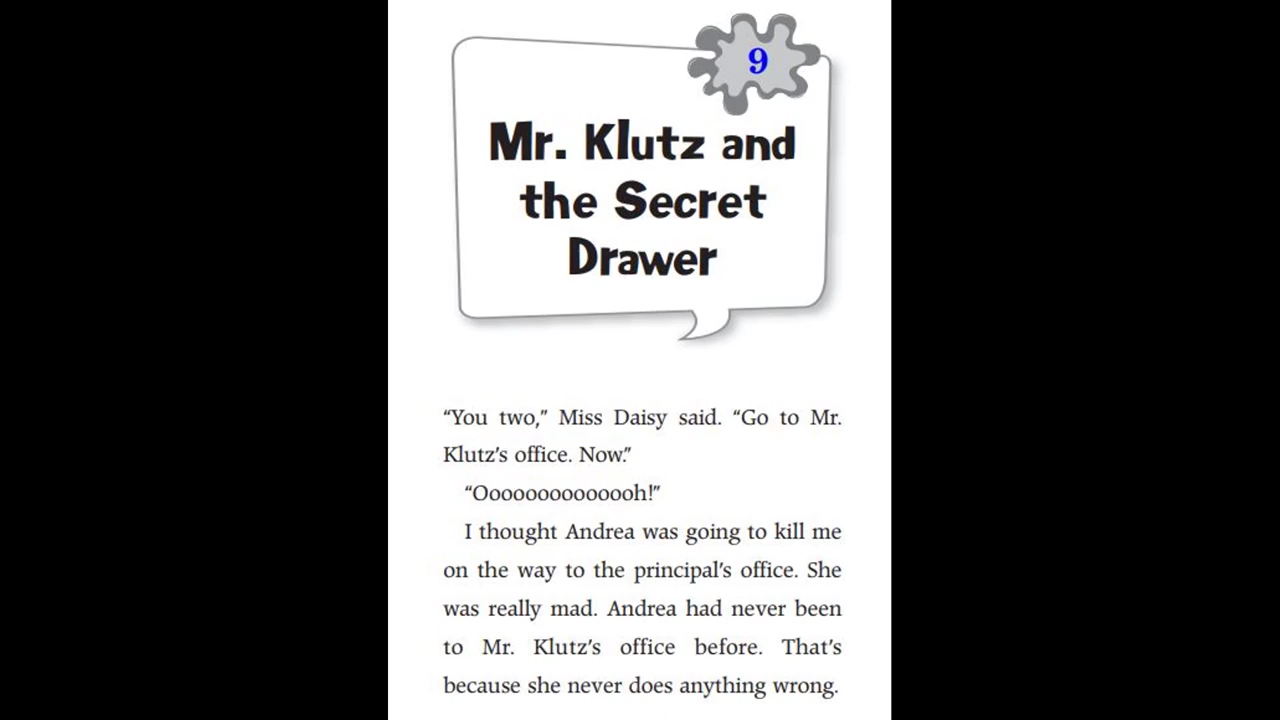 9
Mr. Klutz and
the Secret
Drawer
“You two,” Miss Daisy said. “Go to Mr.
Klutz’s office. Now.”
“Ooooooooooooooh!”
I thought Andrea was going to kill me
on the way to the principal’s office. She
was really mad. Andrea had never been
to Mr. Klutz’s office before. That’s
because she never does anything wrong.